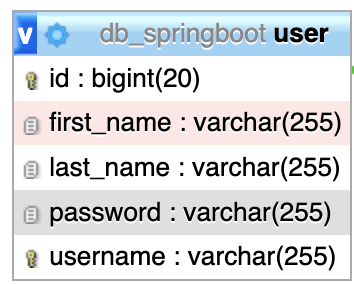 v db_springboot user
id : bigint(20)
first_name : varchar(255)
last_name : varchar(255)
password : varchar(255)
username : varchar(255)